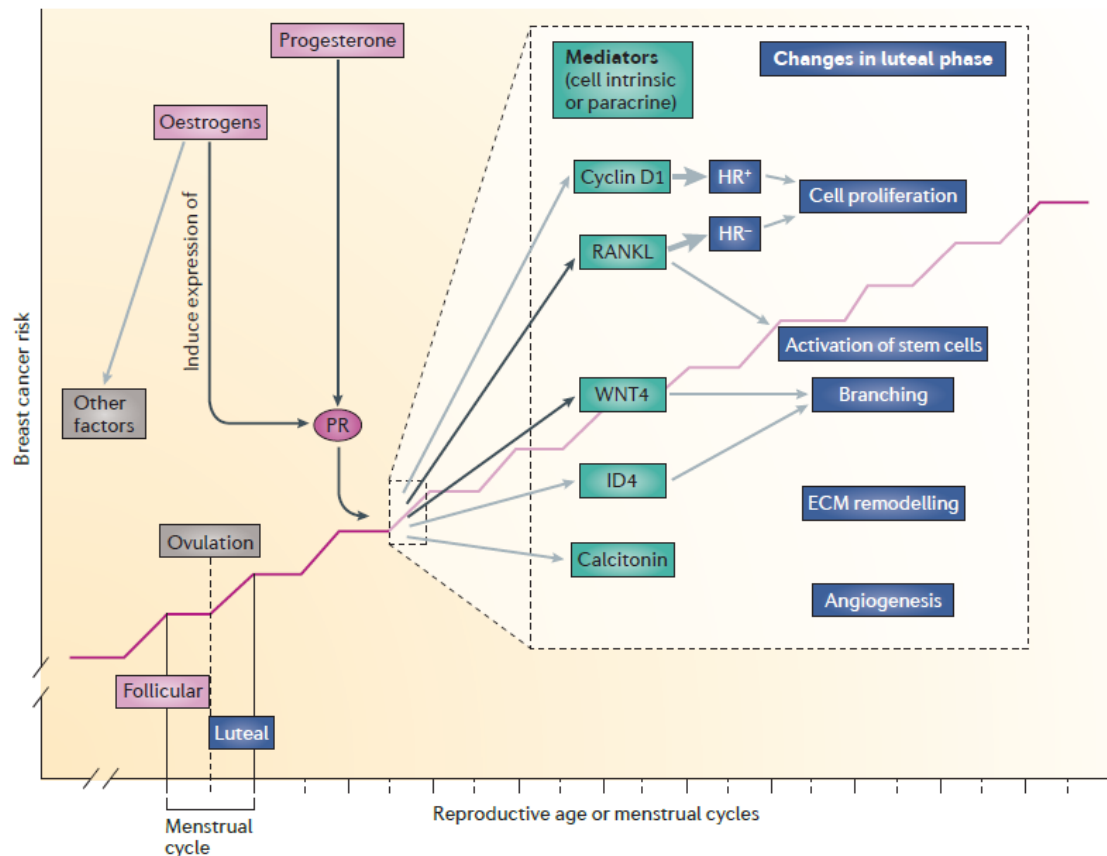 Progesterone
Mediators
(cell intrinsic
or paracrine)
Changes in luteal phase
Oestrogens
Induce expression of
Cyclin D1
HR⁺
Cell proliferation
RANKL
HR⁻
Activation of stem cells
Other
factors
PR
WNT4
Branching
ID4
ECM remodelling
Ovulation
Calcitonin
Angiogenesis
Breast cancer risk
Follicular
Luteal
Menstrual
cycle
Reproductive age or menstrual cycles